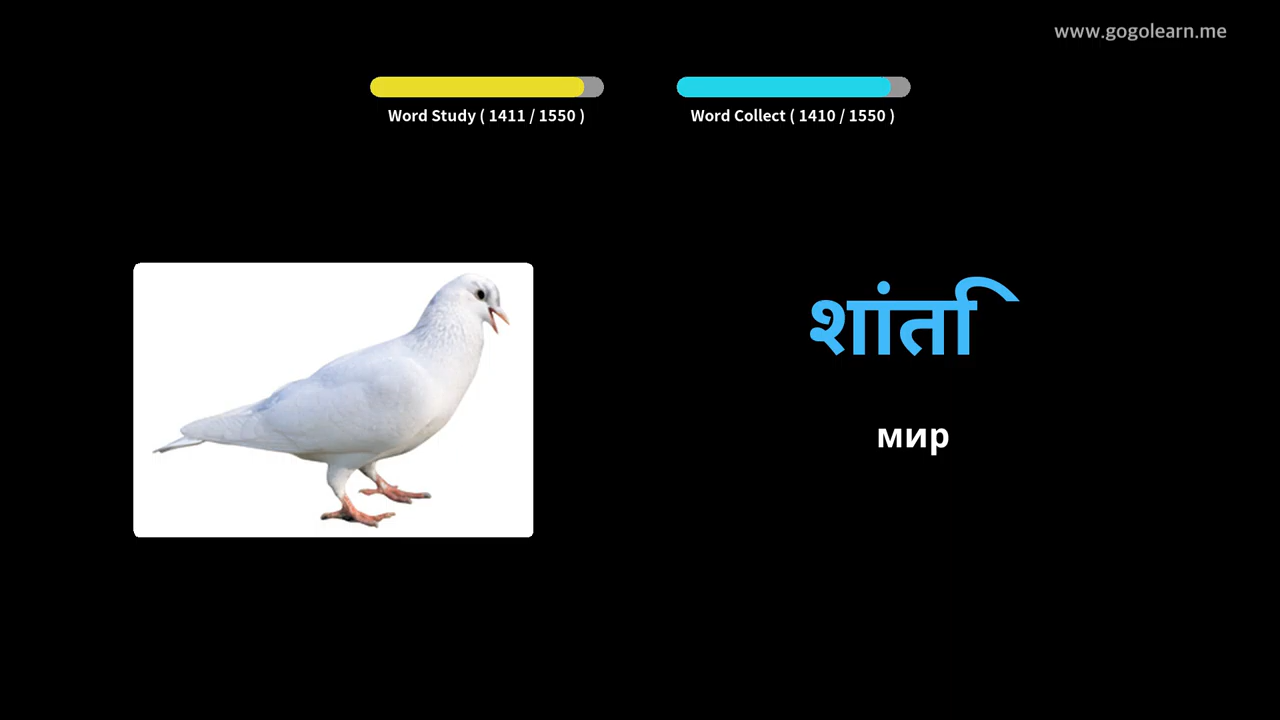 www.gogolearn.me
Word Study ( 1411 / 1550 )
Word Collect ( 1410 / 1550 )
शांति
мир